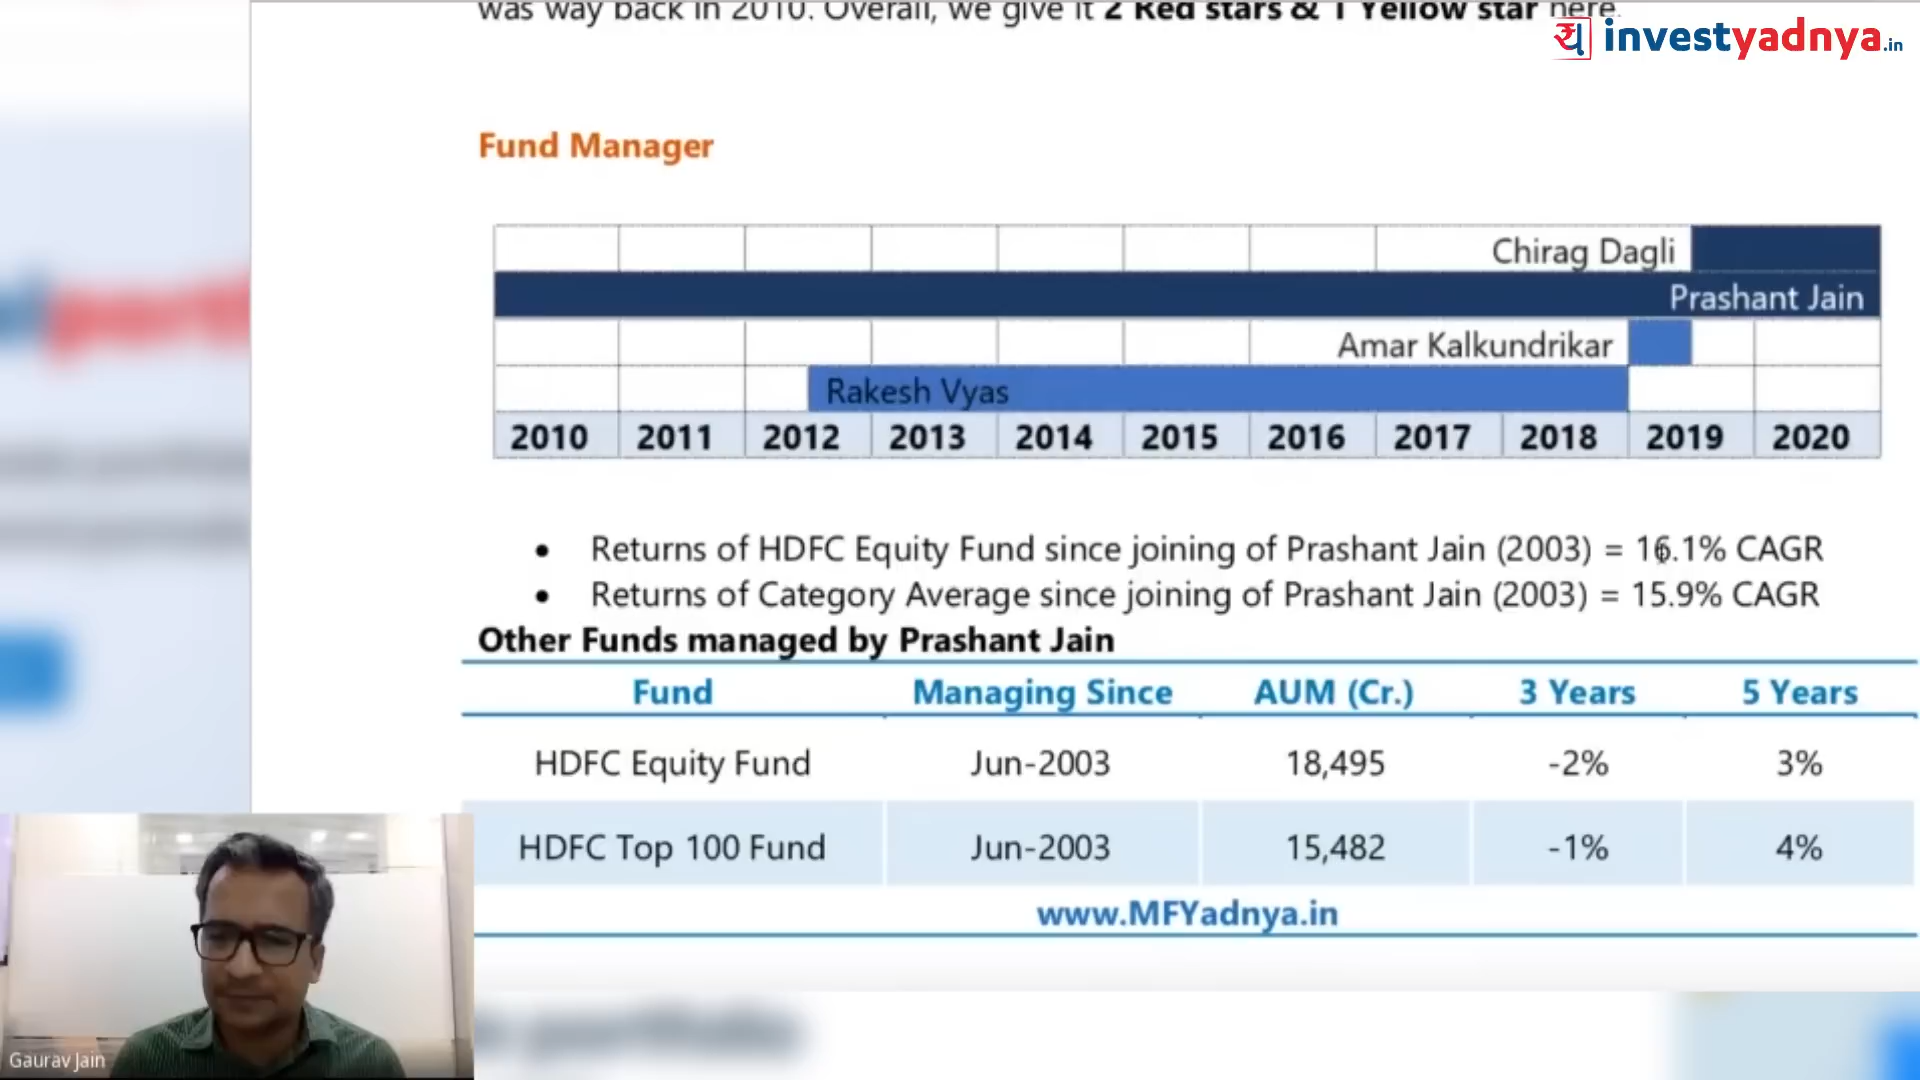 was way back in 2010. Overall, we give it 2 Red stars & 1 Yellow star here.
investyadnya.in
Fund Manager
Chirag Dagli
Prashant Jain
Amar Kalkundrikar
Rakesh Vyas
2010 2011 2012 2013 2014 2015 2016 2017 2018 2019 2020
• Returns of HDFC Equity Fund since joining of Prashant Jain (2003) = 16.1% CAGR
• Returns of Category Average since joining of Prashant Jain (2003) = 15.9% CAGR
Other Funds managed by Prashant Jain
Fund Managing Since AUM (Cr.) 3 Years 5 Years
HDFC Equity Fund Jun-2003 18,495 -2% 3%
HDFC Top 100 Fund Jun-2003 15,482 -1% 4%
www.MFYadnya.in
Gaurav Jain